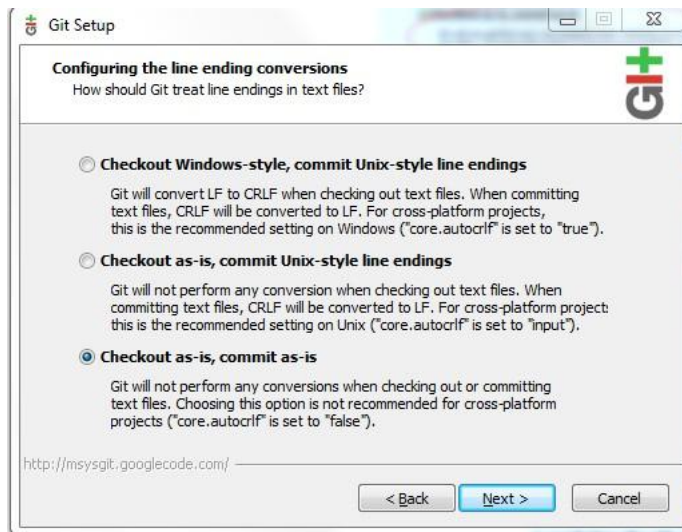 Git Setup
Configuring the line ending conversions
How should Git treat line endings in text files?
Git
Checkout Windows-style, commit Unix-style line endings
Git will convert LF to CRLF when checking out text files. When committing
text files, CRLF will be converted to LF. For cross-platform projects,
this is the recommended setting on Windows ("core.autocrlf" is set to "true").
Checkout as-is, commit Unix-style line endings
Git will not perform any conversion when checking out text files. When
committing text files, CRLF will be converted to LF. For cross-platform project
this is the recommended setting on Unix ("core.autocrlf" is set to "input").
Checkout as-is, commit as-is
Git will not perform any conversions when checking out or committing
text files. Choosing this option is not recommended for cross-platform
projects ("core.autocrlf" is set to "false").
http://msysgit.googlecode.com/
< Back Next > Cancel